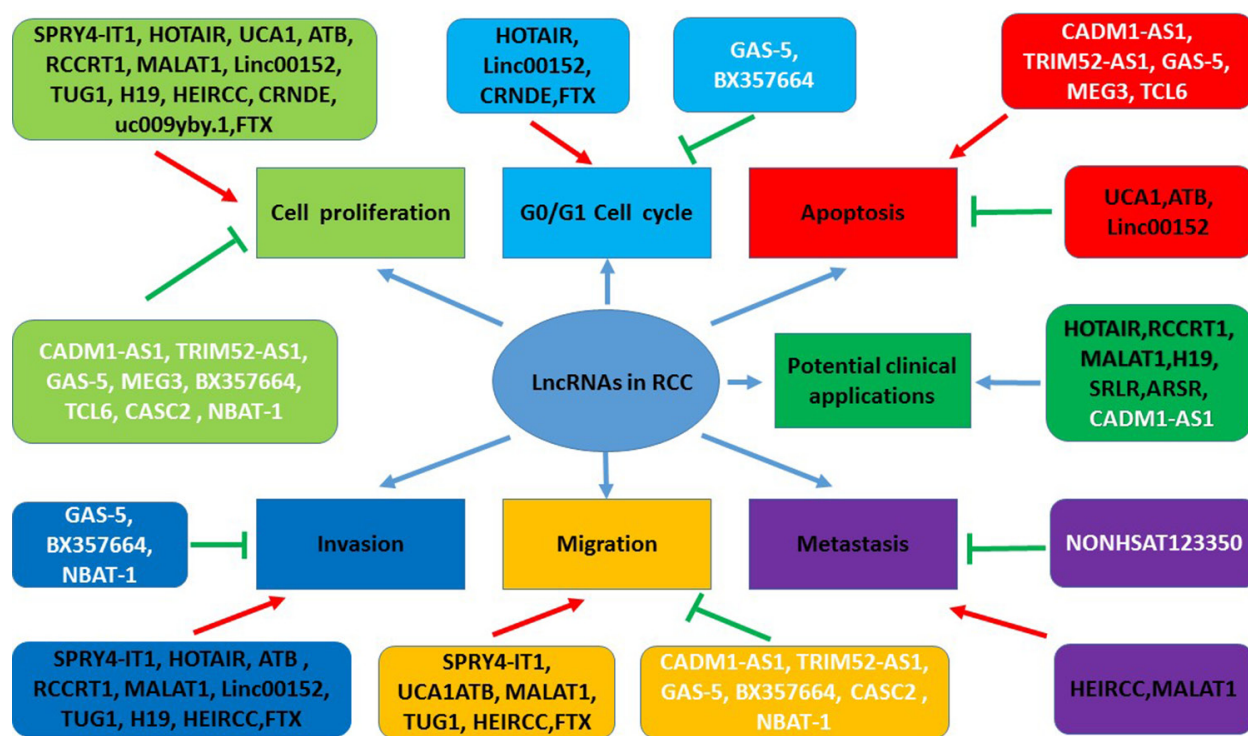 SPRY4-IT1, HOTAIR, UCA1, ATB,
RCCRT1, MALAT1, Linc00152,
TUG1, H19, HEIRCC, CRNDE,
uc009yby.1,FTX
HOTAIR,
Linc00152,
CRNDE,FTX
GAS-5,
BX357664
CADM1-AS1,
TRIM52-AS1, GAS-5,
MEG3, TCL6
Cell proliferation
G0/G1 Cell cycle
Apoptosis
UCA1,ATB,
Linc00152
CADM1-AS1, TRIM52-AS1,
GAS-5, MEG3, BX357664,
TCL6, CASC2 , NBAT-1
LncRNAs in RCC
Potential clinical
applications
HOTAIR,RCCRT1,
MALAT1,H19,
SRLR,ARSR,
CADM1-AS1
GAS-5,
BX357664,
NBAT-1
Invasion
Migration
Metastasis
NONHSAT123350
SPRY4-IT1, HOTAIR, ATB ,
RCCRT1, MALAT1, Linc00152,
TUG1, H19, HEIRCC,FTX
SPRY4-IT1,
UCA1ATB, MALAT1,
TUG1, HEIRCC,FTX
CADM1-AS1, TRIM52-AS1,
GAS-5, BX357664, CASC2 ,
NBAT-1
HEIRCC,MALAT1